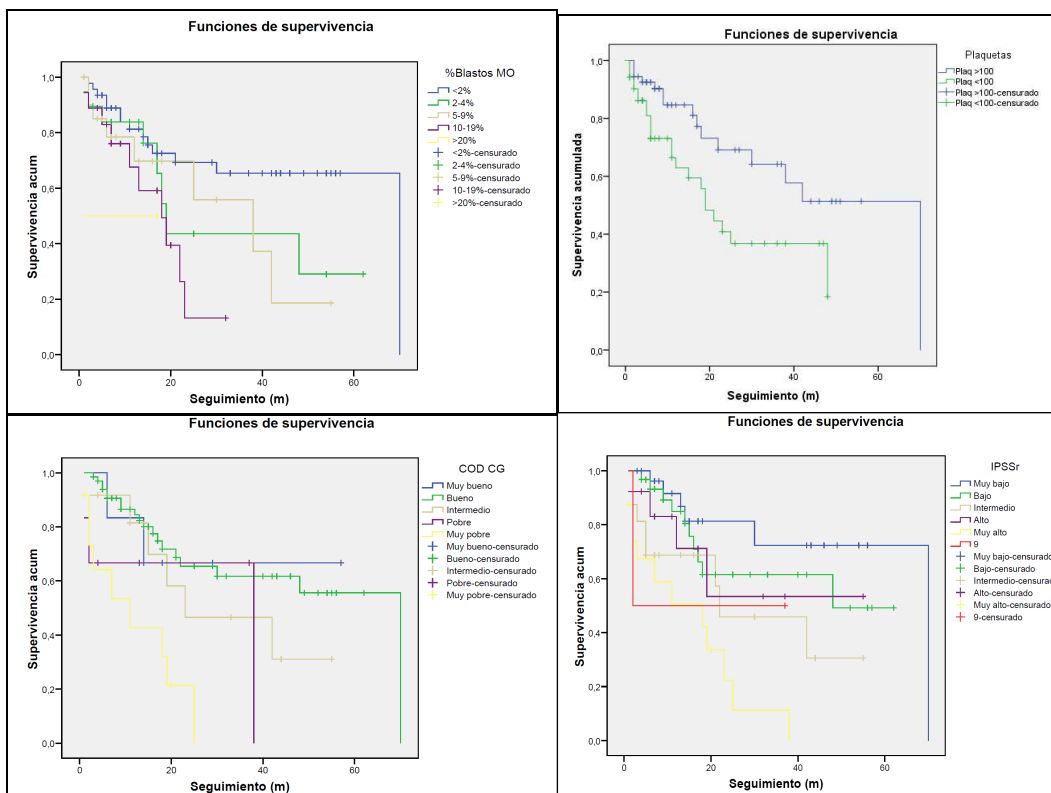 Funciones de supervivencia
%Blastos MO
<2%
2-4%
5-9%
10-19%
>20%
<2%-censurado
2-4%-censurado
5-9%-censurado
10-19%-censurado
>20%-censurado
Supervivencia acum
1,0
0,8
0,6
0,4
0,2
0,0
0
20
40
60
Seguimiento (m)
Funciones de supervivencia
Plaquetas
Plaq >100
Plaq <100
Plaq >100-censurado
Plaq <100-censurado
Supervivencia acumulada
1,0
0,8
0,6
0,4
0,2
0,0
0
20
40
60
Seguimiento (m)
Funciones de supervivencia
COD CG
Muy bueno
Bueno
Intermedio
Pobre
Muy pobre
Muy bueno-censurado
Bueno-censurado
Intermedio-censurado
Pobre-censurado
Muy pobre-censurado
Supervivencia acum
1,0
0,8
0,6
0,4
0,2
0,0
0
20
40
60
Seguimiento (m)
Funciones de supervivencia
IPSSr
Muy bajo
Bajo
Intermedio
Alto
Muy alto
9
Muy bajo-censurado
Bajo-censurado
Intermedio-censurado
Alto-censurado
Muy alto-censurado
9-censurado
Supervivencia acum
1,0
0,8
0,6
0,4
0,2
0,0
0
20
40
60
Seguimiento (m)